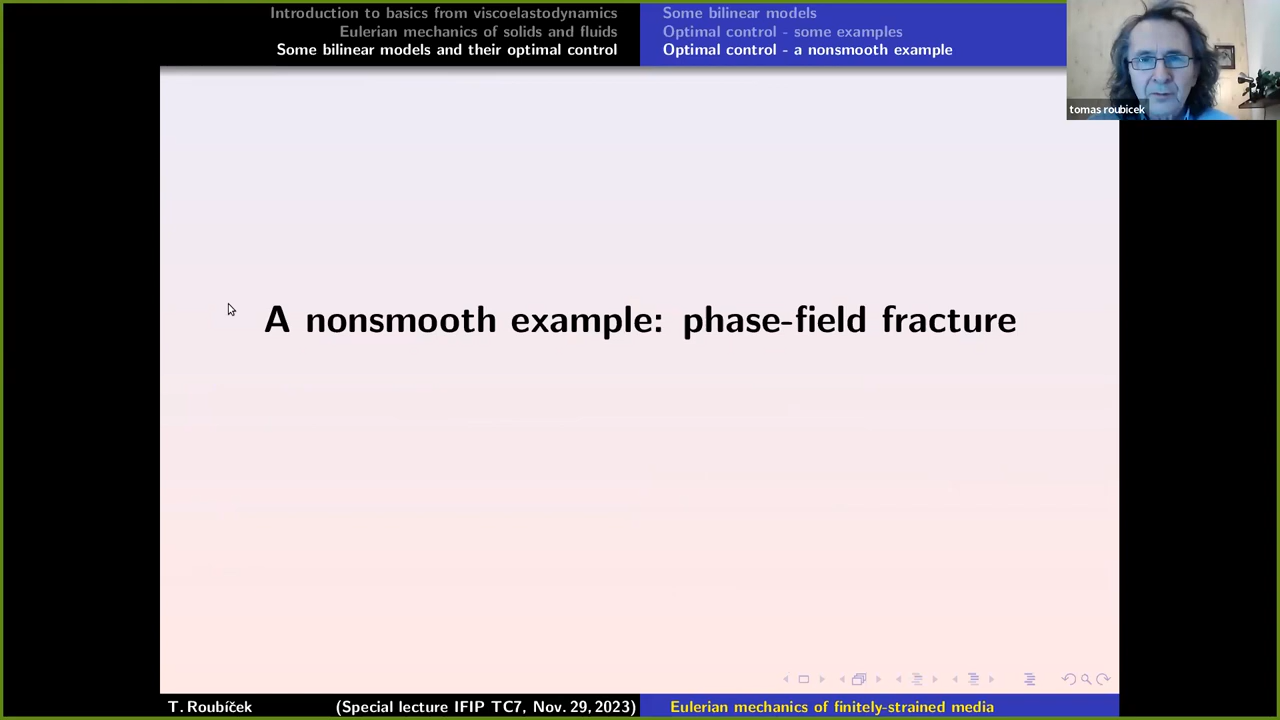 Introduction to basics from viscoelastodynamics
Eulerian mechanics of solids and fluids
Some bilinear models and their optimal control
Some bilinear models
Optimal control - some examples
Optimal control - a nonsmooth example
tomas roubicek
A nonsmooth example: phase-field fracture
T. Roubíček (Special lecture IFIP TC7, Nov. 29, 2023) Eulerian mechanics of finitely-strained media